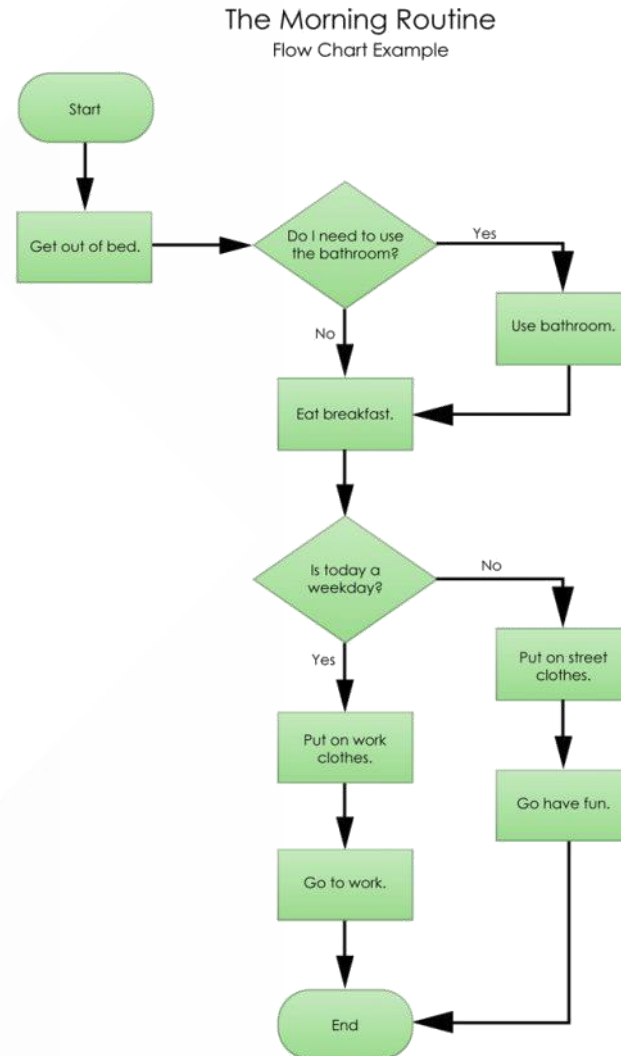 The Morning Routine
Flow Chart Example
Start
Get out of bed.
Do I need to use
the bathroom?
Yes
Use bathroom.
No
Eat breakfast.
Is today a
weekday?
No
Put on street
clothes.
Yes
Put on work
clothes.
Go have fun.
Go to work.
End